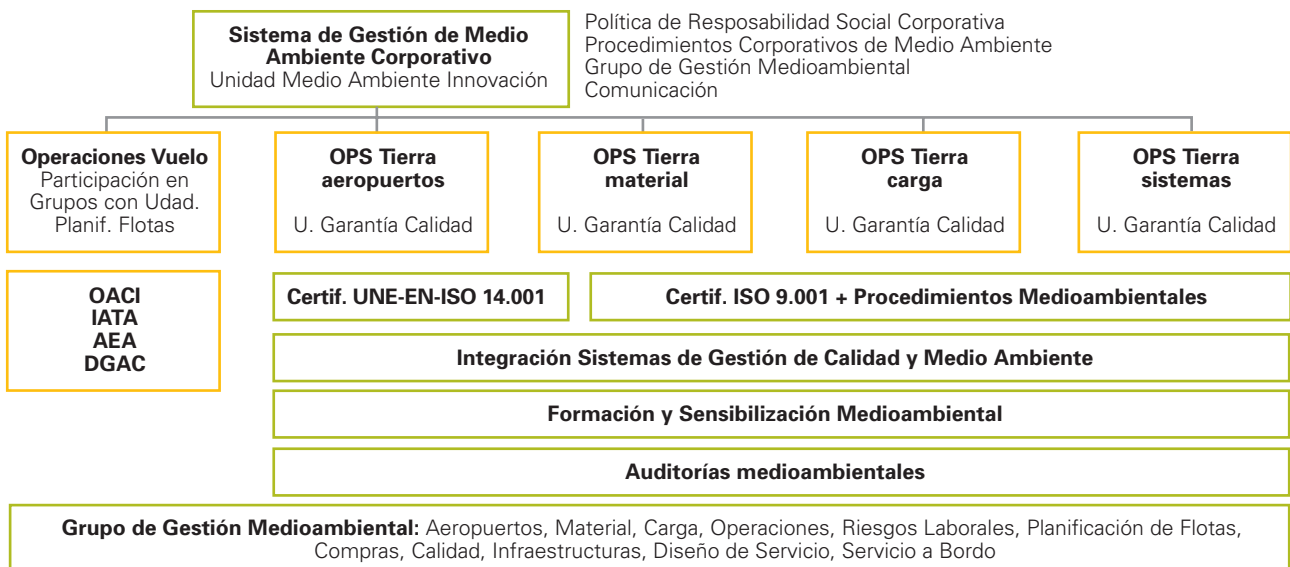 Sistema de Gestión de Medio
Ambiente Corporativo
Unidad Medio Ambiente Innovación
Política de Resposabilidad Social Corporativa
Procedimientos Corporativos de Medio Ambiente
Grupo de Gestión Medioambiental
Comunicación
Operaciones Vuelo
Participación en
Grupos con Udad.
Planif. Flotas
OPS Tierra
aeropuertos
U. Garantía Calidad
OPS Tierra
material
U. Garantía Calidad
OPS Tierra
carga
U. Garantía Calidad
OPS Tierra
sistemas
U. Garantía Calidad
OACI
IATA
AEA
DGAC
Certif. UNE-EN-ISO 14.001
Certif. ISO 9.001 + Procedimientos Medioambientales
Integración Sistemas de Gestión de Calidad y Medio Ambiente
Formación y Sensibilización Medioambiental
Auditorías medioambientales
Grupo de Gestión Medioambiental: Aeropuertos, Material, Carga, Operaciones, Riesgos Laborales, Planificación de Flotas,
Compras, Calidad, Infraestructuras, Diseño de Servicio, Servicio a Bordo